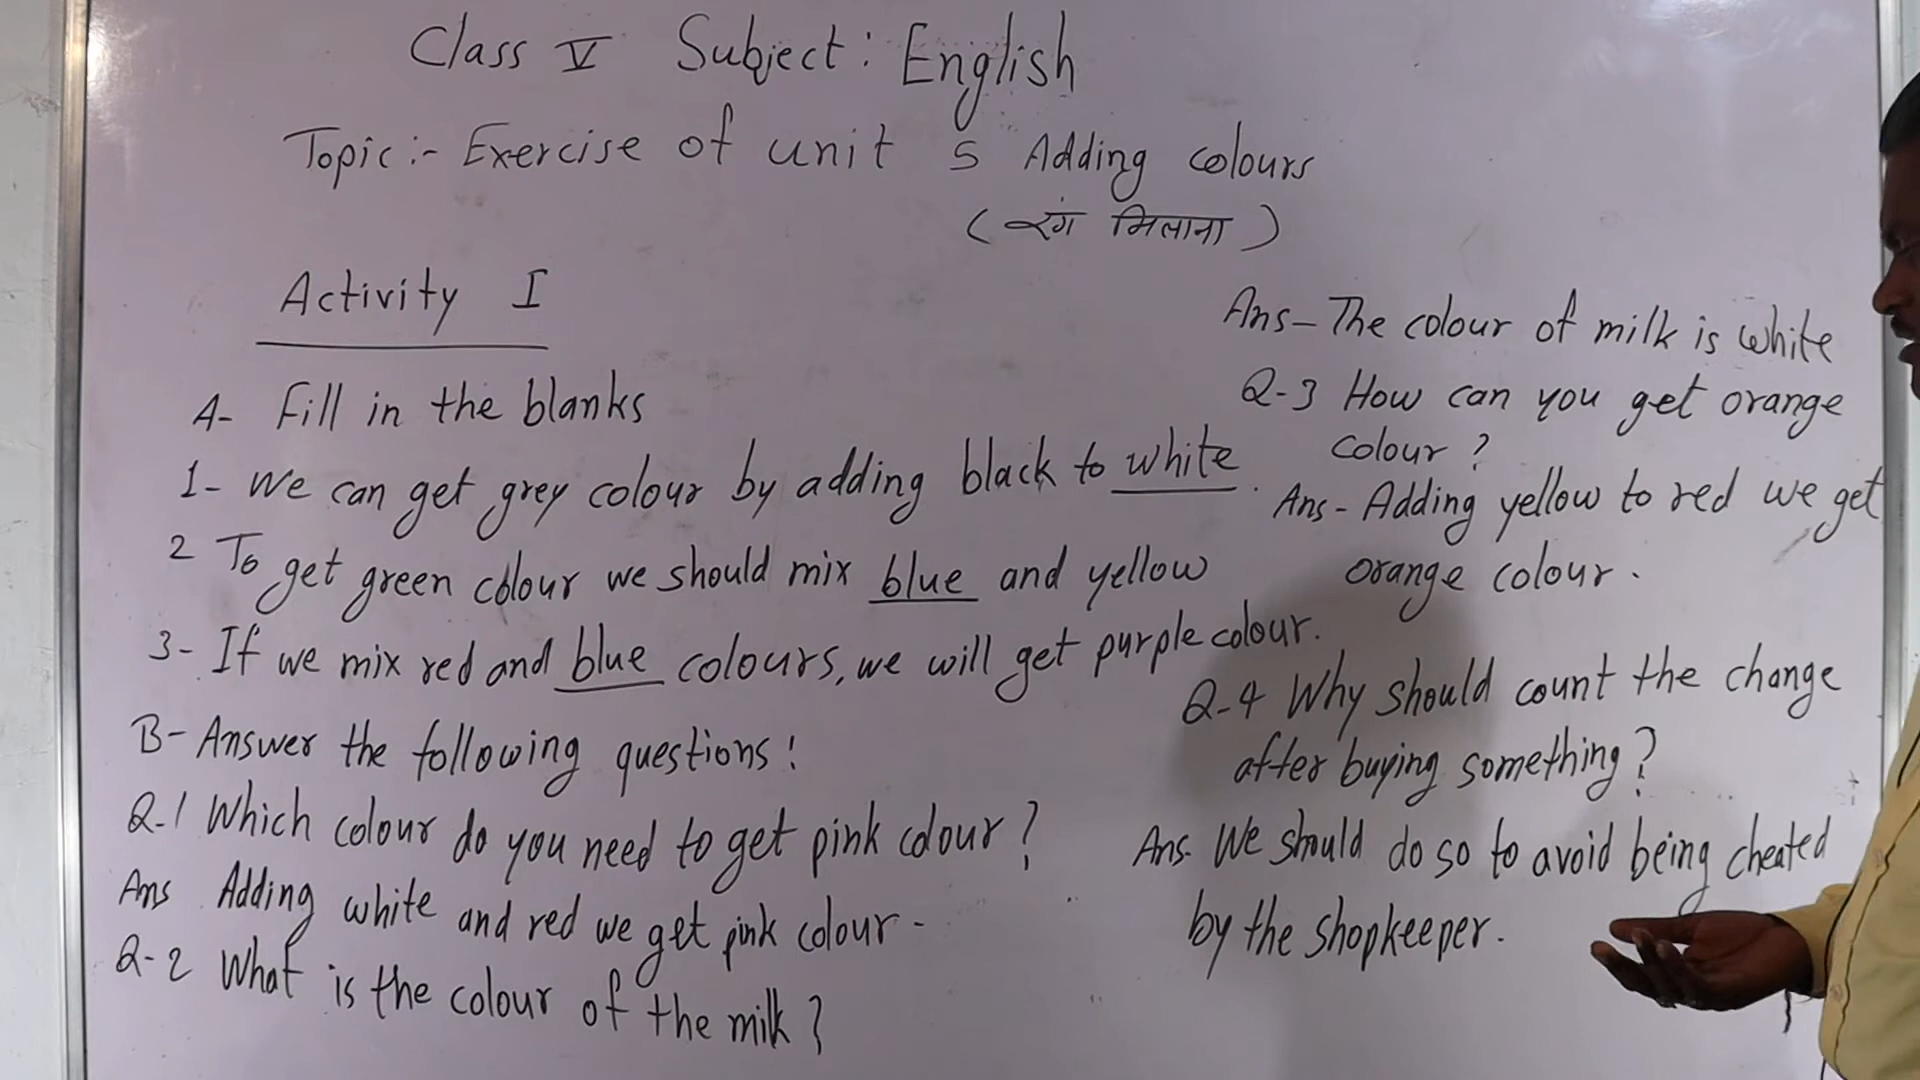 Class V Subject: English
Topic:- Exercise of unit 5 Adding colours
(रंग मिलाना)
Activity I
A- Fill in the blanks
1- We can get grey colour by adding black to white.
2 To get green colour we should mix blue and yellow
3- If we mix red and blue colours, we will get purple colour.
B- Answer the following questions:
Q.1 Which colour do you need to get pink colour?
Ans Adding white and red we get pink colour-
Q-2 What is the colour of the milk?
Ans- The colour of milk is white
Q-3 How can you get orange
colour?
Ans- Adding yellow to red we get
orange colour.
Q-4 Why should count the change
after buying something?
Ans. We should do so to avoid being cheated
by the shopkeeper.